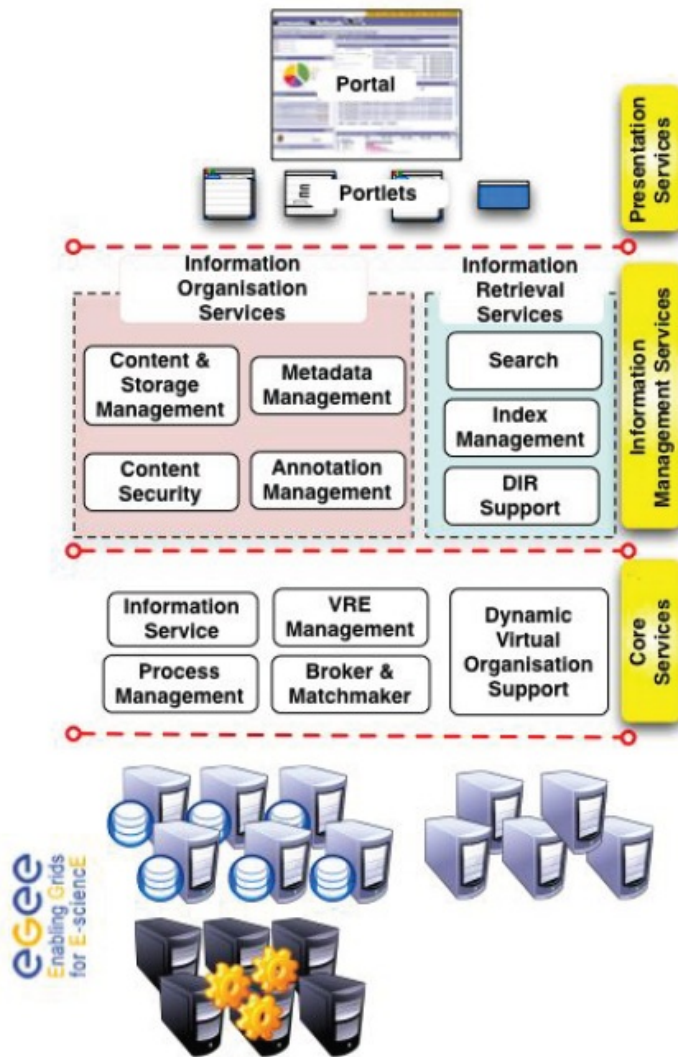 Portal
Portlets
Presentation
Services
Information
Organisation
Services
Information
Retrieval
Services
Content &
Storage
Management
Metadata
Management
Content
Security
Annotation
Management
Search
Index
Management
DIR
Support
Information
Management Services
Information
Service
VRE
Management
Process
Management
Broker &
Matchmaker
Dynamic
Virtual
Organisation
Support
Core
Services
eGee
Enabling Grids
for E-sciencE